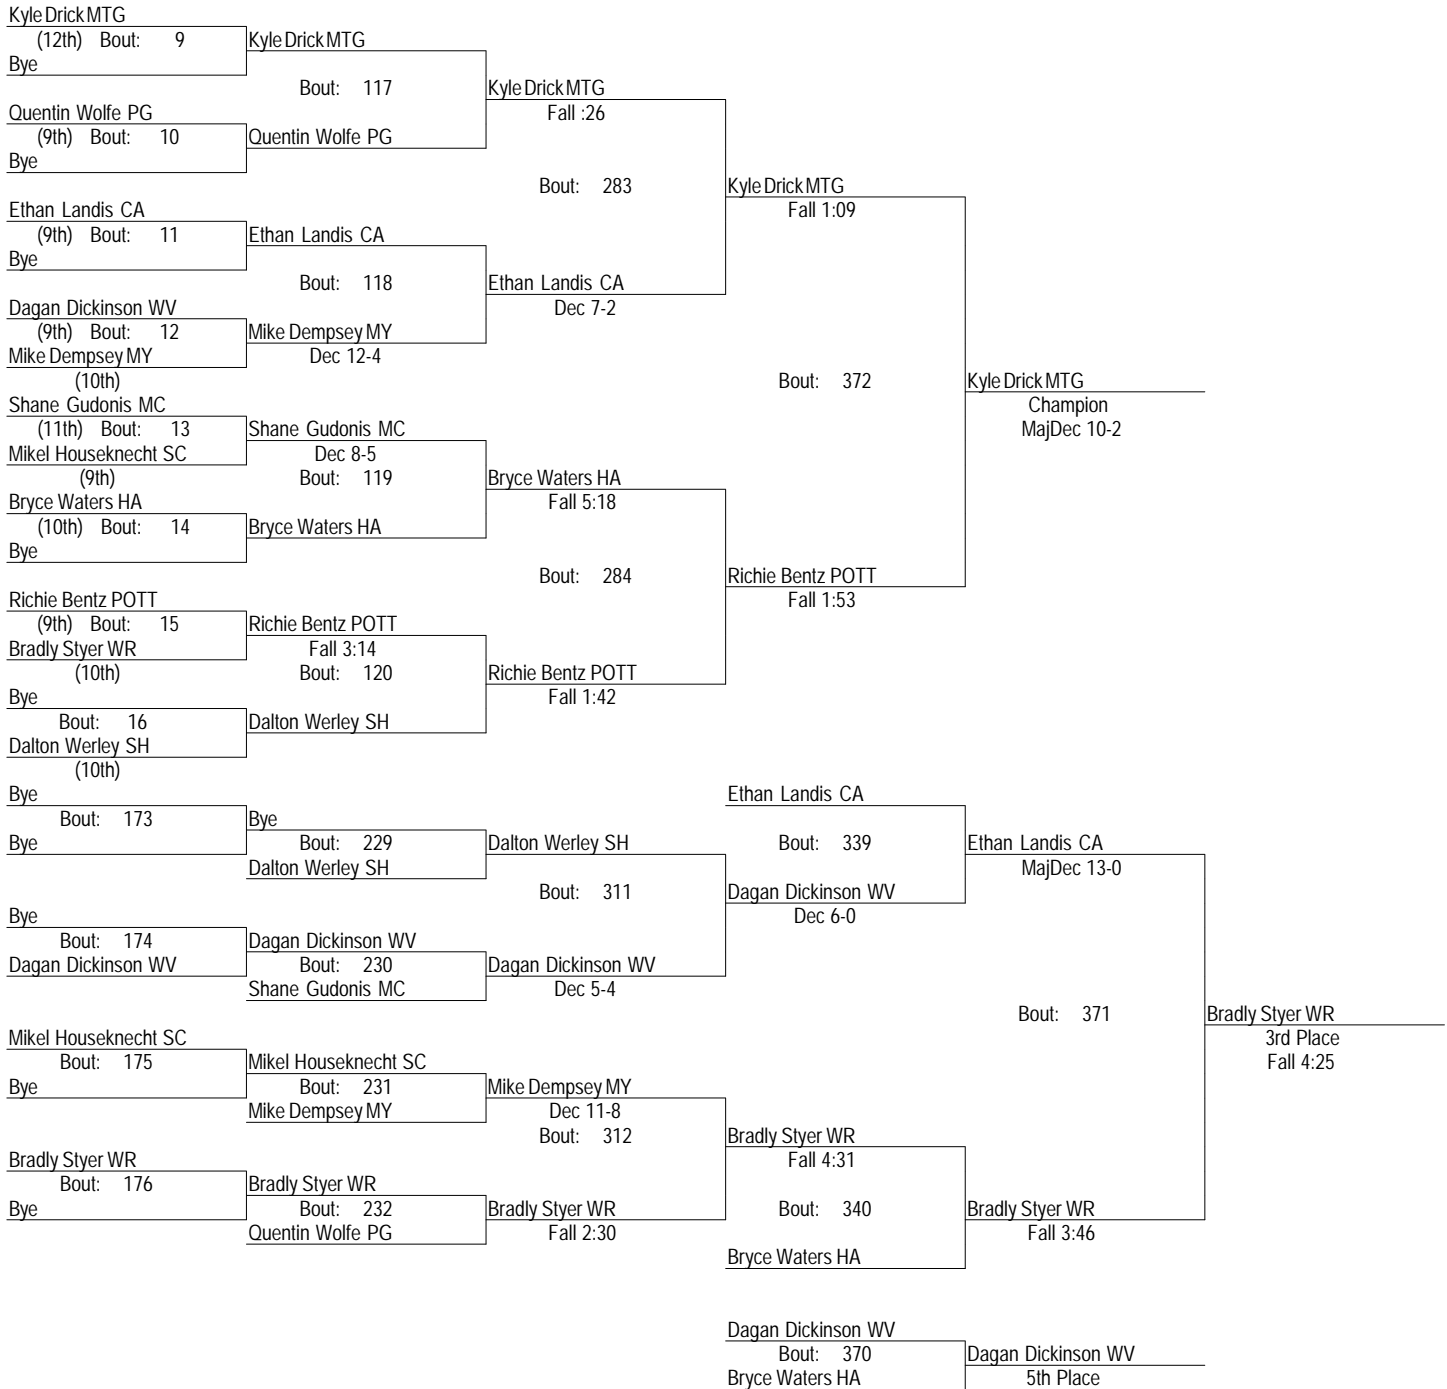 Kyle Drick MTG
(12th) Bout: 9 Kyle Drick MTG
Bye
Bout: 117 Kyle Drick MTG
Quentin Wolfe PG Fall :26
(9th) Bout: 10 Quentin Wolfe PG
Bye
Bout: 283 Kyle Drick MTG
Ethan Landis CA Fall 1:09
(9th) Bout: 11 Ethan Landis CA
Bye
Bout: 118 Ethan Landis CA
Dagan Dickinson WV Dec 7-2
(9th) Bout: 12 Mike Dempsey MY
Mike Dempsey MY Dec 12-4
(10th) Bout: 372 Kyle Drick MTG
Shane Gudonis MC Champion
(11th) Bout: 13 Shane Gudonis MC MajDec 10-2
Mikel Houseknecht SC Dec 8-5
(9th) Bout: 119 Bryce Waters HA
Bryce Waters HA Fall 5:18
(10th) Bout: 14 Bryce Waters HA
Bye
Bout: 284 Richie Bentz POTT
Richie Bentz POTT Fall 1:53
(9th) Bout: 15 Richie Bentz POTT
Bradly Styer WR Fall 3:14
(10th) Bout: 120 Richie Bentz POTT
Bye Fall 1:42
Bout: 16 Dalton Werley SH
Dalton Werley SH
(10th)
Bye Ethan Landis CA
Bout: 173 Bye
Bye Bout: 229 Dalton Werley SH Bout: 339 Ethan Landis CA
Dalton Werley SH MajDec 13-0
Bout: 311 Dagan Dickinson WV
Bye Dec 6-0
Bout: 174 Dagan Dickinson WV
Dagan Dickinson WV Bout: 230 Dagan Dickinson WV
Shane Gudonis MC Dec 5-4
Bout: 371 Bradly Styer WR
Mikel Houseknecht SC 3rd Place
Bout: 175 Mikel Houseknecht SC Fall 4:25
Bye Bout: 231 Mike Dempsey MY
Mike Dempsey MY Dec 11-8
Bout: 312 Bradly Styer WR
Bradly Styer WR Fall 4:31
Bout: 176 Bradly Styer WR
Bye Bout: 232 Bradly Styer WR Bout: 340 Bradly Styer WR
Quentin Wolfe PG Fall 2:30 Fall 3:46
Bryce Waters HA
Dagan Dickinson WV
Bout: 370 Dagan Dickinson WV
Bryce Waters HA 5th Place